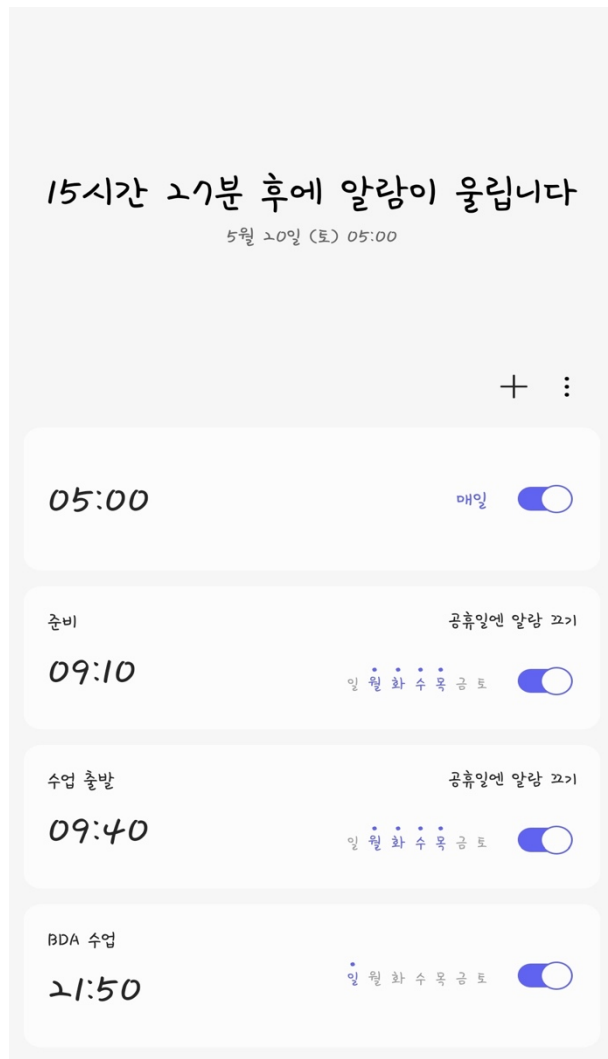 15시간 27분 후에 알람이 울립니다
5월 20일 (토) 05:00
05:00 매일
준비 공휴일엔 알람 끄기
09:10 일 월 화 수 목 금 토
수업 출발 공휴일엔 알람 끄기
09:40 일 월 화 수 목 금 토
BDA 수업
21:50 일 월 화 수 목 금 토